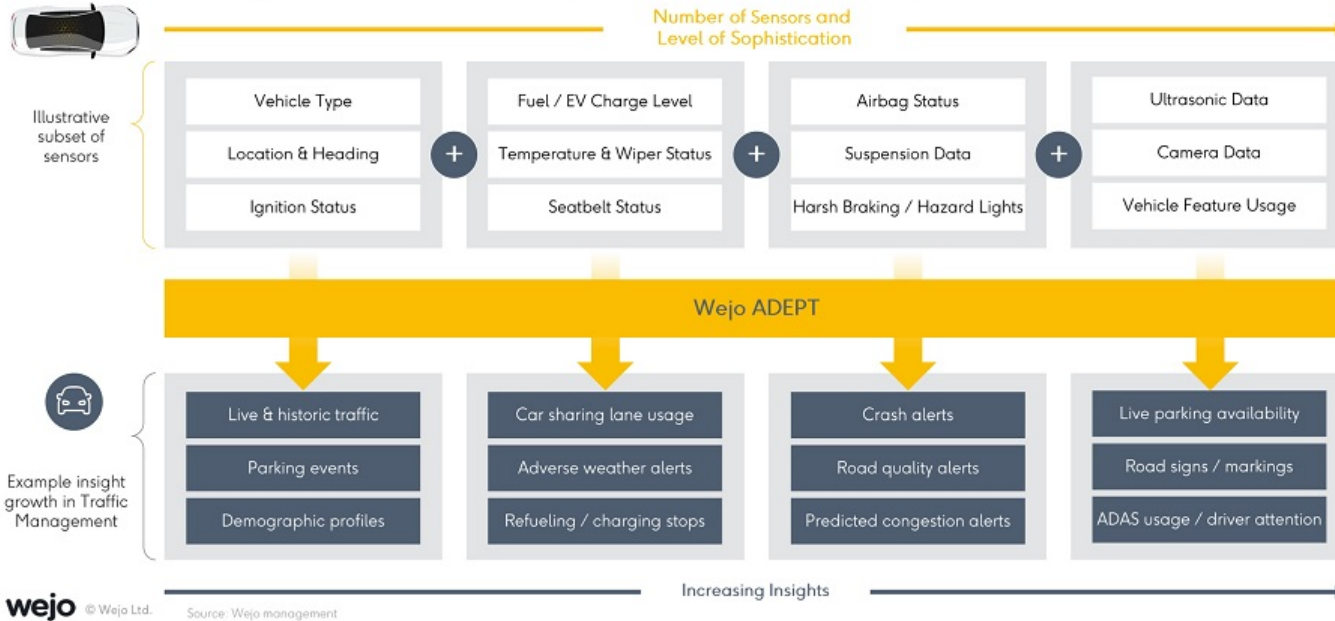 Number of Sensors and
Level of Sophistication
Illustrative
subset of
sensors
Vehicle Type
Location & Heading
Ignition Status
+
Fuel / EV Charge Level
Temperature & Wiper Status
Seatbelt Status
+
Airbag Status
Suspension Data
Harsh Braking / Hazard Lights
+
Ultrasonic Data
Camera Data
Vehicle Feature Usage
Wejo ADEPT
Example insight
growth in Traffic
Management
Live & historic traffic
Parking events
Demographic profiles
Car sharing lane usage
Adverse weather alerts
Refueling / charging stops
Crash alerts
Road quality alerts
Predicted congestion alerts
Live parking availability
Road signs / markings
ADAS usage / driver attention
Increasing Insights
wejo © Wejo Ltd.
Source: Wejo management